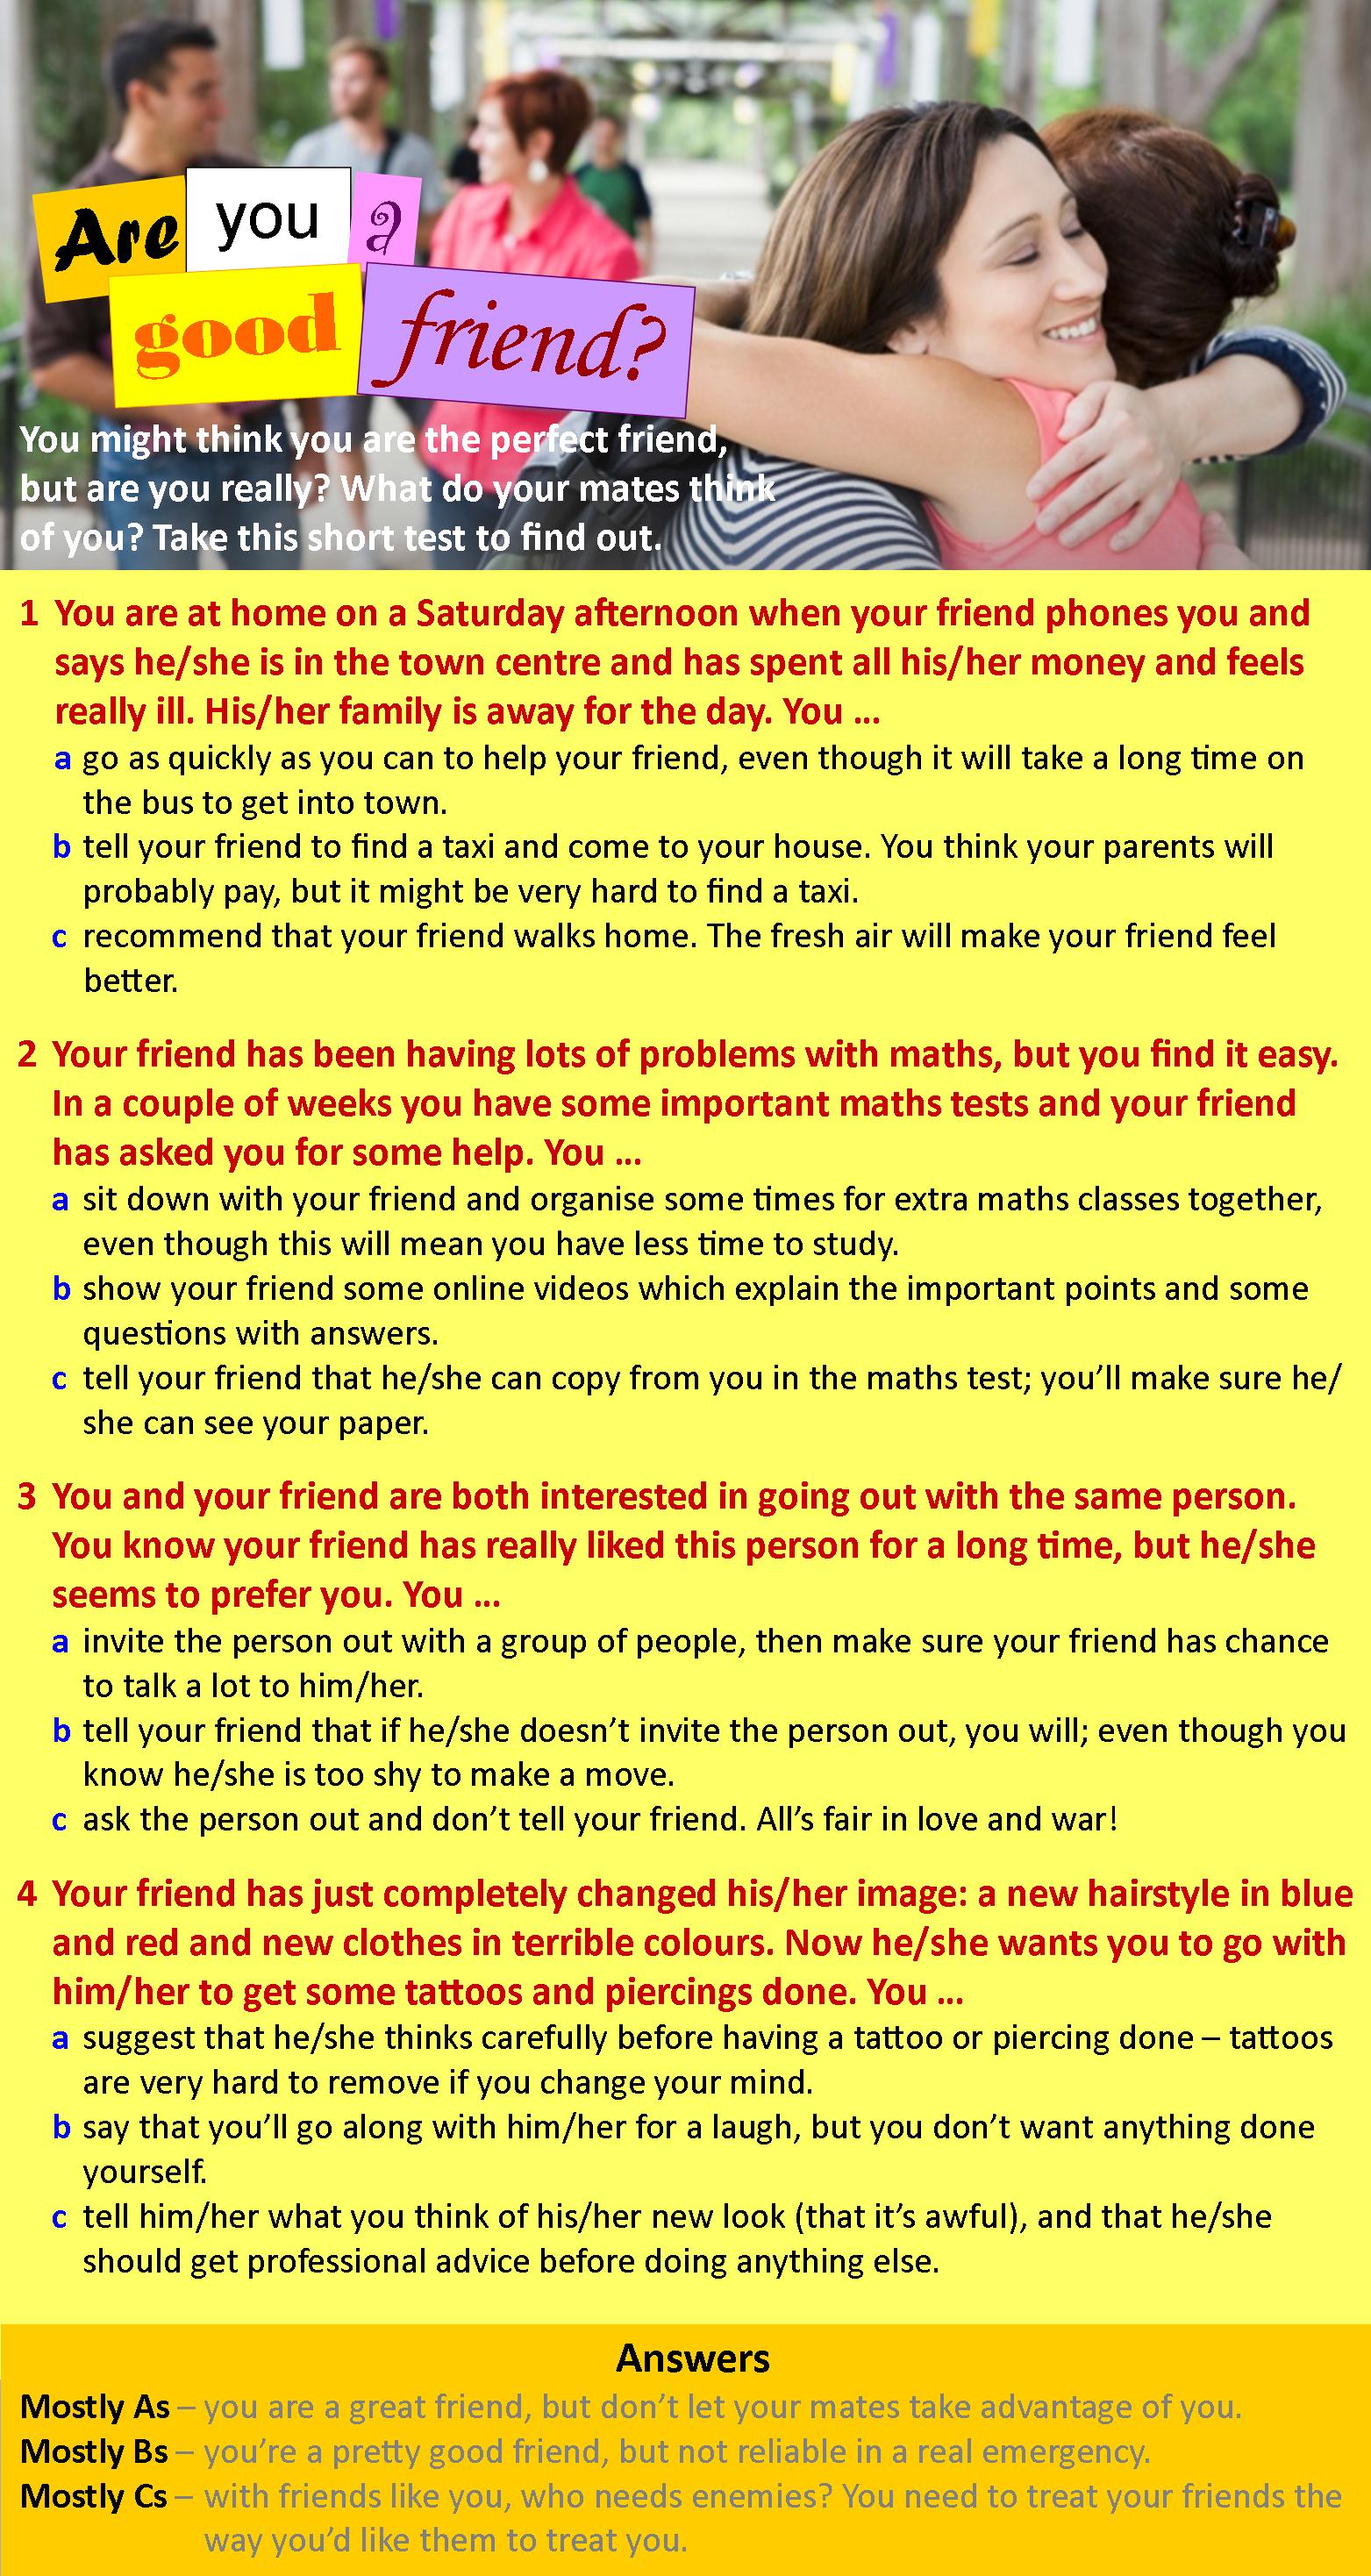 Are you a
good friend?
You might think you are the perfect friend,
but are you really? What do your mates think
of you? Take this short test to find out.
1 You are at home on a Saturday afternoon when your friend phones you and
says he/she is in the town centre and has spent all his/her money and feels
really ill. His/her family is away for the day. You ...
a go as quickly as you can to help your friend, even though it will take a long time on
the bus to get into town.
b tell your friend to find a taxi and come to your house. You think your parents will
probably pay, but it might be very hard to find a taxi.
c recommend that your friend walks home. The fresh air will make your friend feel
better.
2 Your friend has been having lots of problems with maths, but you find it easy.
In a couple of weeks you have some important maths tests and your friend
has asked you for some help. You ...
a sit down with your friend and organise some times for extra maths classes together,
even though this will mean you have less time to study.
b show your friend some online videos which explain the important points and some
questions with answers.
c tell your friend that he/she can copy from you in the maths test; you'll make sure he/
she can see your paper.
3 You and your friend are both interested in going out with the same person.
You know your friend has really liked this person for a long time, but he/she
seems to prefer you. You ...
a invite the person out with a group of people, then make sure your friend has chance
to talk a lot to him/her.
b tell your friend that if he/she doesn't invite the person out, you will; even though you
know he/she is too shy to make a move.
c ask the person out and don't tell your friend. All's fair in love and war!
4 Your friend has just completely changed his/her image: a new hairstyle in blue
and red and new clothes in terrible colours. Now he/she wants you to go with
him/her to get some tattoos and piercings done. You ...
a suggest that he/she thinks carefully before having a tattoo or piercing done – tattoos
are very hard to remove if you change your mind.
b say that you'll go along with him/her for a laugh, but you don't want anything done
yourself.
c tell him/her what you think of his/her new look (that it's awful), and that he/she
should get professional advice before doing anything else.
Answers
Mostly As – you are a great friend, but don't let your mates take advantage of you.
Mostly Bs – you're a pretty good friend, but not reliable in a real emergency.
Mostly Cs – with friends like you, who needs enemies? You need to treat your friends the
way you'd like them to treat you.